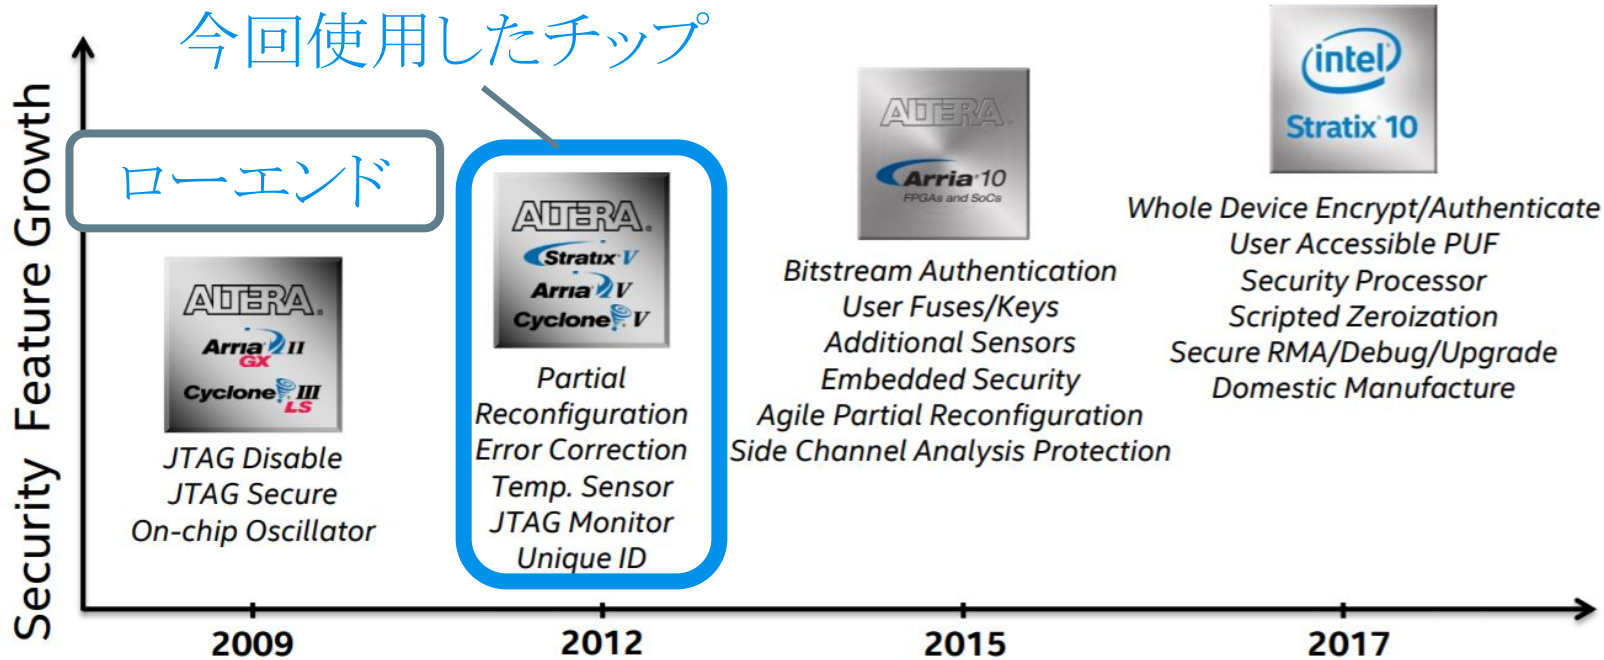 今回使用したチップ
ローエンド
Security Feature Growth
ALTERA.
Arria II
GX
Cyclone III
LS
JTAG Disable
JTAG Secure
On-chip Oscillator
2009
ALTERA.
Stratix V
Arria V
Cyclone V
Partial
Reconfiguration
Error Correction
Temp. Sensor
JTAG Monitor
Unique ID
2012
ALTERA.
Arria 10
FPGAs and SoCs
Bitstream Authentication
User Fuses/Keys
Additional Sensors
Embedded Security
Agile Partial Reconfiguration
Side Channel Analysis Protection
2015
intel
Stratix 10
Whole Device Encrypt/Authenticate
User Accessible PUF
Security Processor
Scripted Zeroization
Secure RMA/Debug/Upgrade
Domestic Manufacture
2017